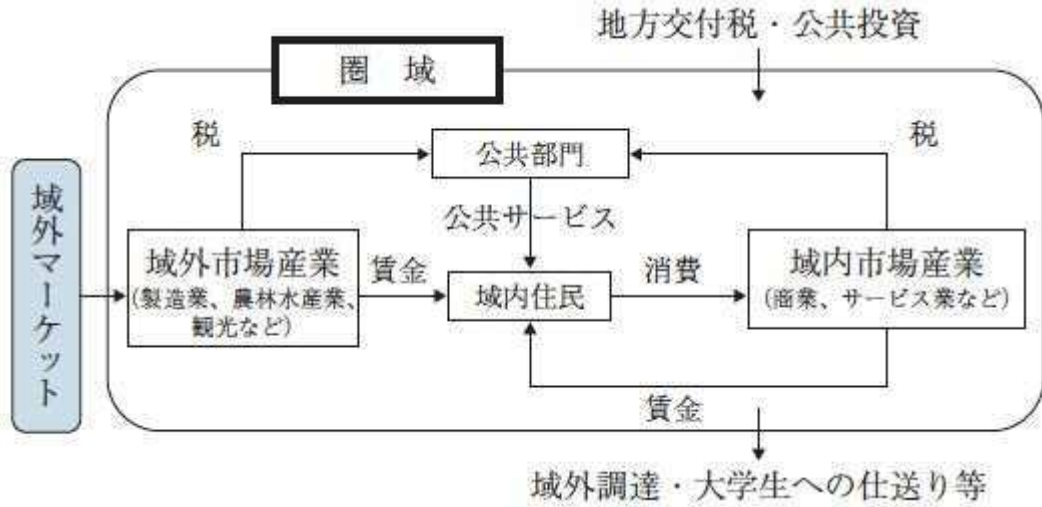 地方交付税・公共投資
圏 域
税
税
公共部門
域外マーケット
公共サービス
域外市場産業
(製造業、農林水産業、
観光など)
賃金
域内住民
消費
域内市場産業
(商業、サービス業など)
賃金
域外調達・大学生への仕送り等